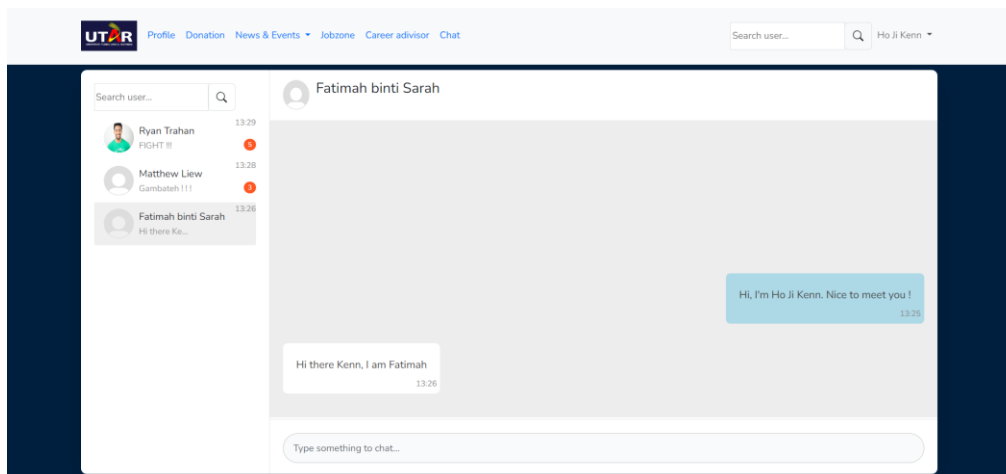 UTAR
Profile Donation News & Events Jobzone Career adivisor Chat
Search user...
Ho Ji Kenn
Search user...
Ryan Trahan
13:29
FIGHT !!!
5
Matthew Liew
13:28
Gambateh ! ! !
3
Fatimah binti Sarah
13:26
Hi there Ke...
Fatimah binti Sarah
Hi, I'm Ho Ji Kenn. Nice to meet you !
13:25
Hi there Kenn, I am Fatimah
13:26
Type something to chat...